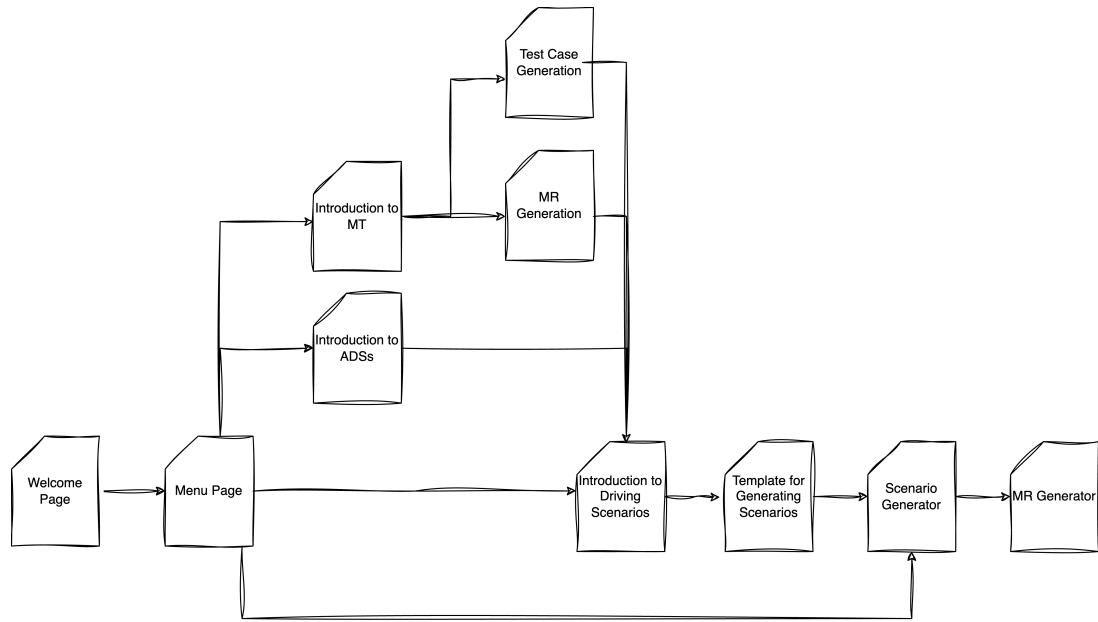 Test Case
Generation
MR
Generation
Introduction to
MT
Introduction to
ADSs
Welcome
Page
Menu Page
Introduction to
Driving
Scenarios
Template for
Generating
Scenarios
Scenario
Generator
MR Generator